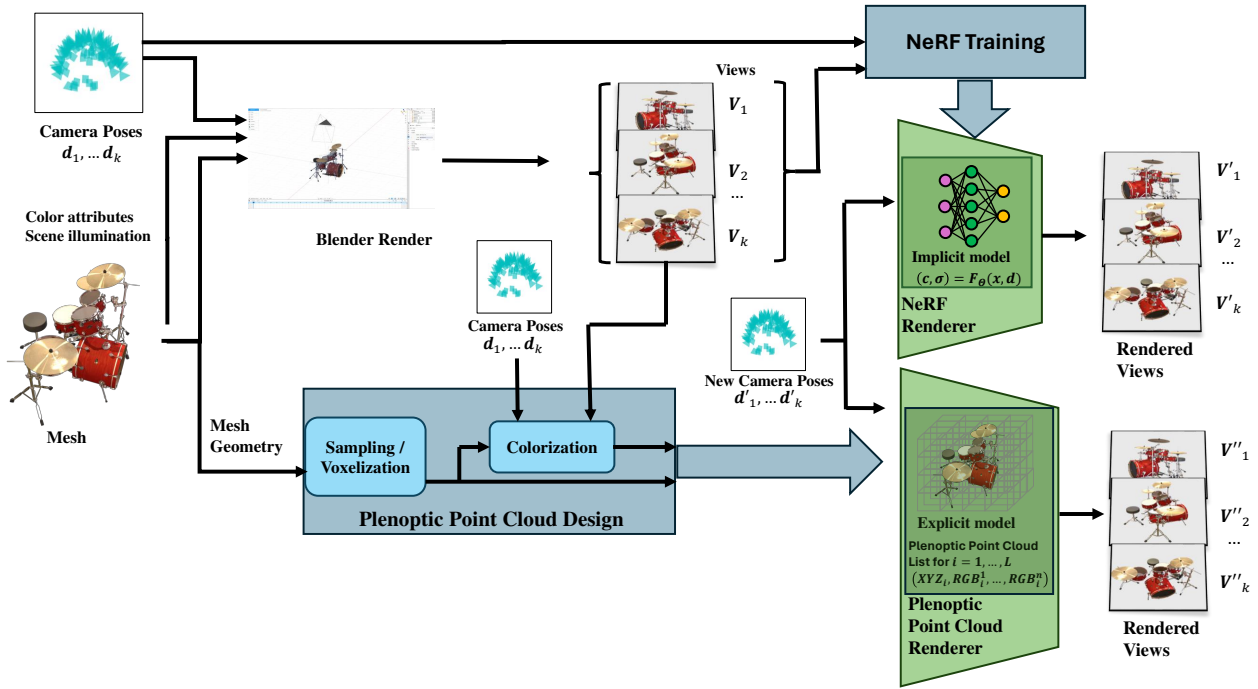 NeRF Training
Views
Camera Poses
d₁, … dₖ
V₁
V₂
…
Vₖ
Color attributes
Scene illumination
Blender Render
Implicit model
(c, σ) = F_Θ(x, d)
NeRF
Renderer
V′₁
V′₂
…
V′ₖ
Rendered
Views
Camera Poses
d₁, … dₖ
New Camera Poses
d′₁, … d′ₖ
Mesh
Mesh
Geometry
Sampling /
Voxelization
Colorization
Plenoptic Point Cloud Design
Explicit model
Plenoptic Point Cloud
List for i = 1, … , L
(XYZᵢ, RGBᵢ¹, … , RGBᵢⁿ)
Plenoptic
Point Cloud
Renderer
V′′₁
V′′₂
…
V′′ₖ
Rendered
Views